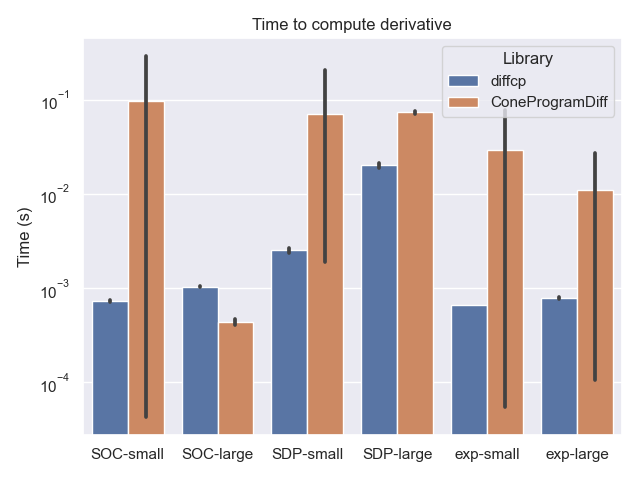 Time to compute derivative
Library
diffcp
ConeProgramDiff
Time (s)
10⁻¹
10⁻²
10⁻³
10⁻⁴
SOC-small SOC-large SDP-small SDP-large exp-small exp-large